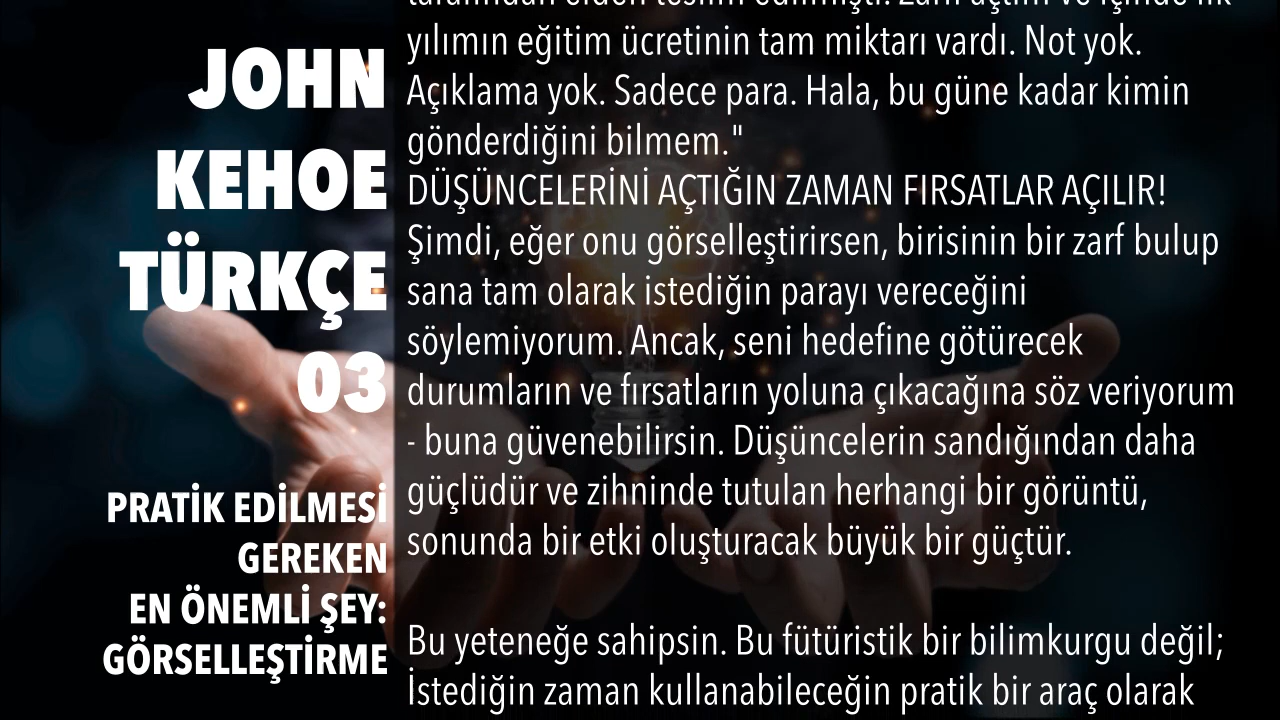 JOHN
KEHOE
TÜRKÇE
03
PRATİK EDİLMESİ
GEREKEN
EN ÖNEMLİ ŞEY:
GÖRSELLEŞTİRME
yılımın eğitim ücretinin tam miktarı vardı. Not yok.
Açıklama yok. Sadece para. Hala, bu güne kadar kimin
gönderdiğini bilmem."
DÜŞÜNCELERİNİ AÇTIĞIN ZAMAN FIRSATLAR AÇILIR!
Şimdi, eğer onu görselleştirirsen, birisinin bir zarf bulup
sana tam olarak istediğin parayı vereceğini
söylemiyorum. Ancak, seni hedefine götürecek
durumların ve fırsatların yoluna çıkacağına söz veriyorum
- buna güvenebilirsin. Düşüncelerin sandığından daha
güçlüdür ve zihninde tutulan herhangi bir görüntü,
sonunda bir etki oluşturacak büyük bir güçtür.
Bu yeteneğe sahipsin. Bu fütüristik bir bilimkurgu değil;
İstediğin zaman kullanabileceğin pratik bir araç olarak